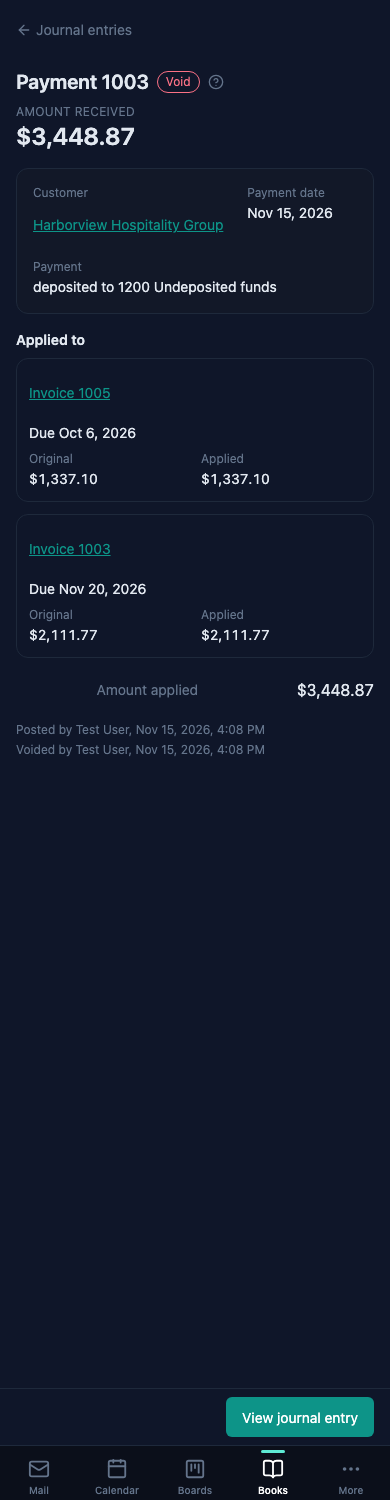 Journal entries
Payment 1003 Void
AMOUNT RECEIVED
$3,448.87
Customer
Harborview Hospitality Group
Payment date
Nov 15, 2026
Payment
deposited to 1200 Undeposited funds
Applied to
Invoice 1005
Due Oct 6, 2026
Original Applied
$1,337.10 $1,337.10
Invoice 1003
Due Nov 20, 2026
Original Applied
$2,111.77 $2,111.77
Amount applied $3,448.87
Posted by Test User, Nov 15, 2026, 4:08 PM
Voided by Test User, Nov 15, 2026, 4:08 PM
View journal entry
Mail Calendar Boards Books More